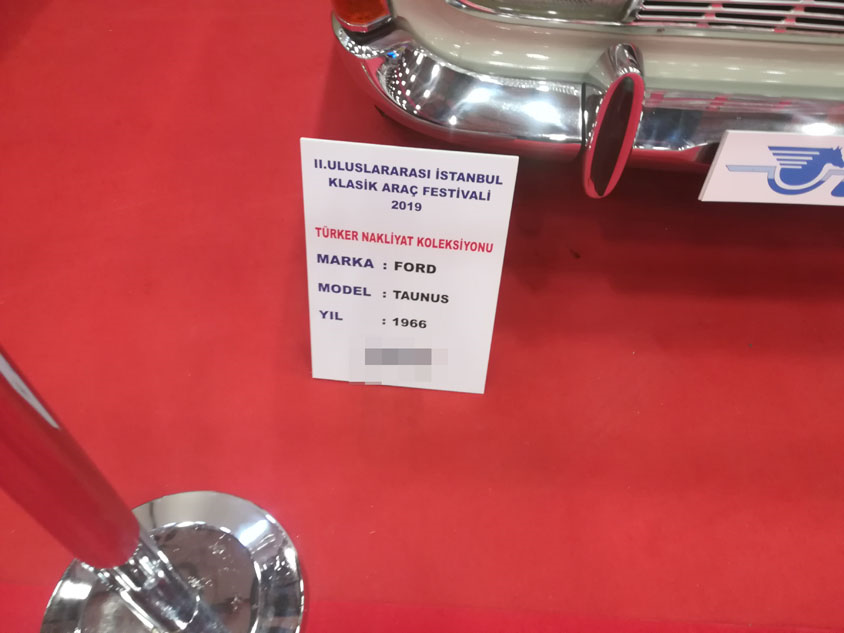 II.ULUSLARARASI İSTANBUL
KLASİK ARAÇ FESTİVALİ
2019
TÜRKER NAKLİYAT KOLEKSİYONU
MARKA : FORD
MODEL : TAUNUS
YIL : 1966